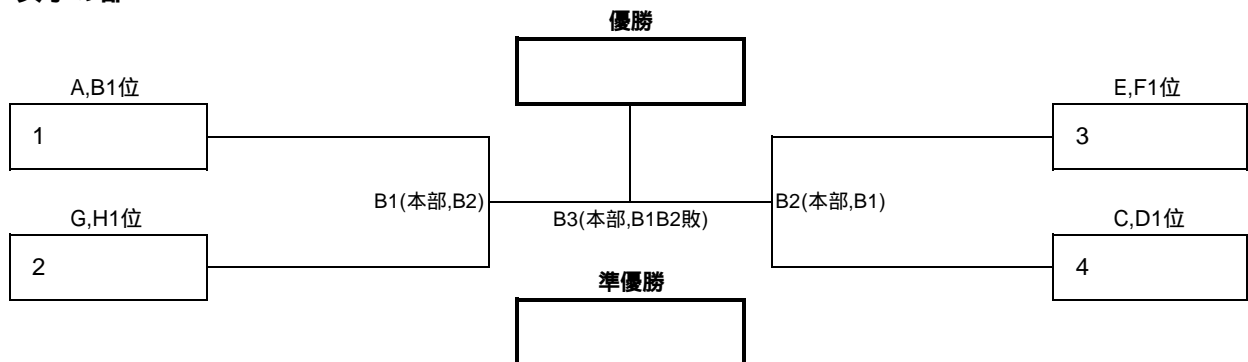 優勝
A,B1位
1
E,F1位
3
B1(本部,B2)
B3(本部,B1B2敗)
B2(本部,B1)
G,H1位
2
C,D1位
4
準優勝